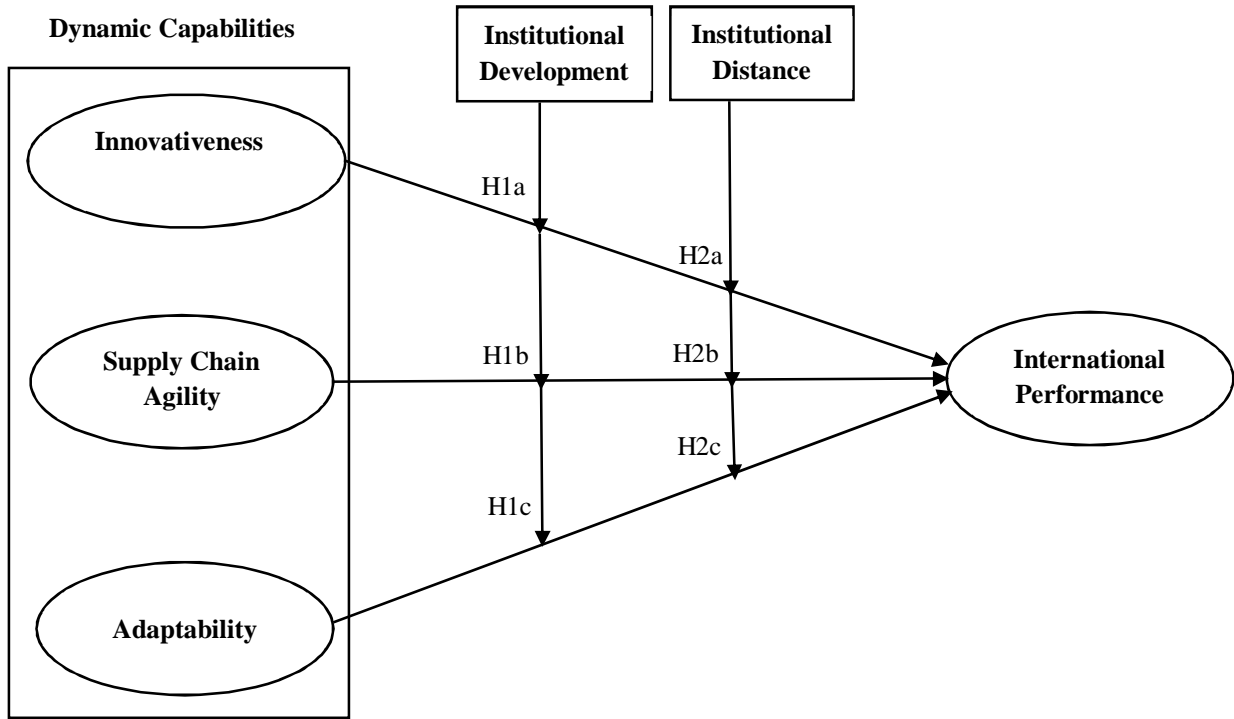 Dynamic Capabilities
Institutional
Development
Institutional
Distance
Innovativeness
H1a
H2a
Supply Chain
Agility
H1b
H2b
International
Performance
H2c
H1c
Adaptability